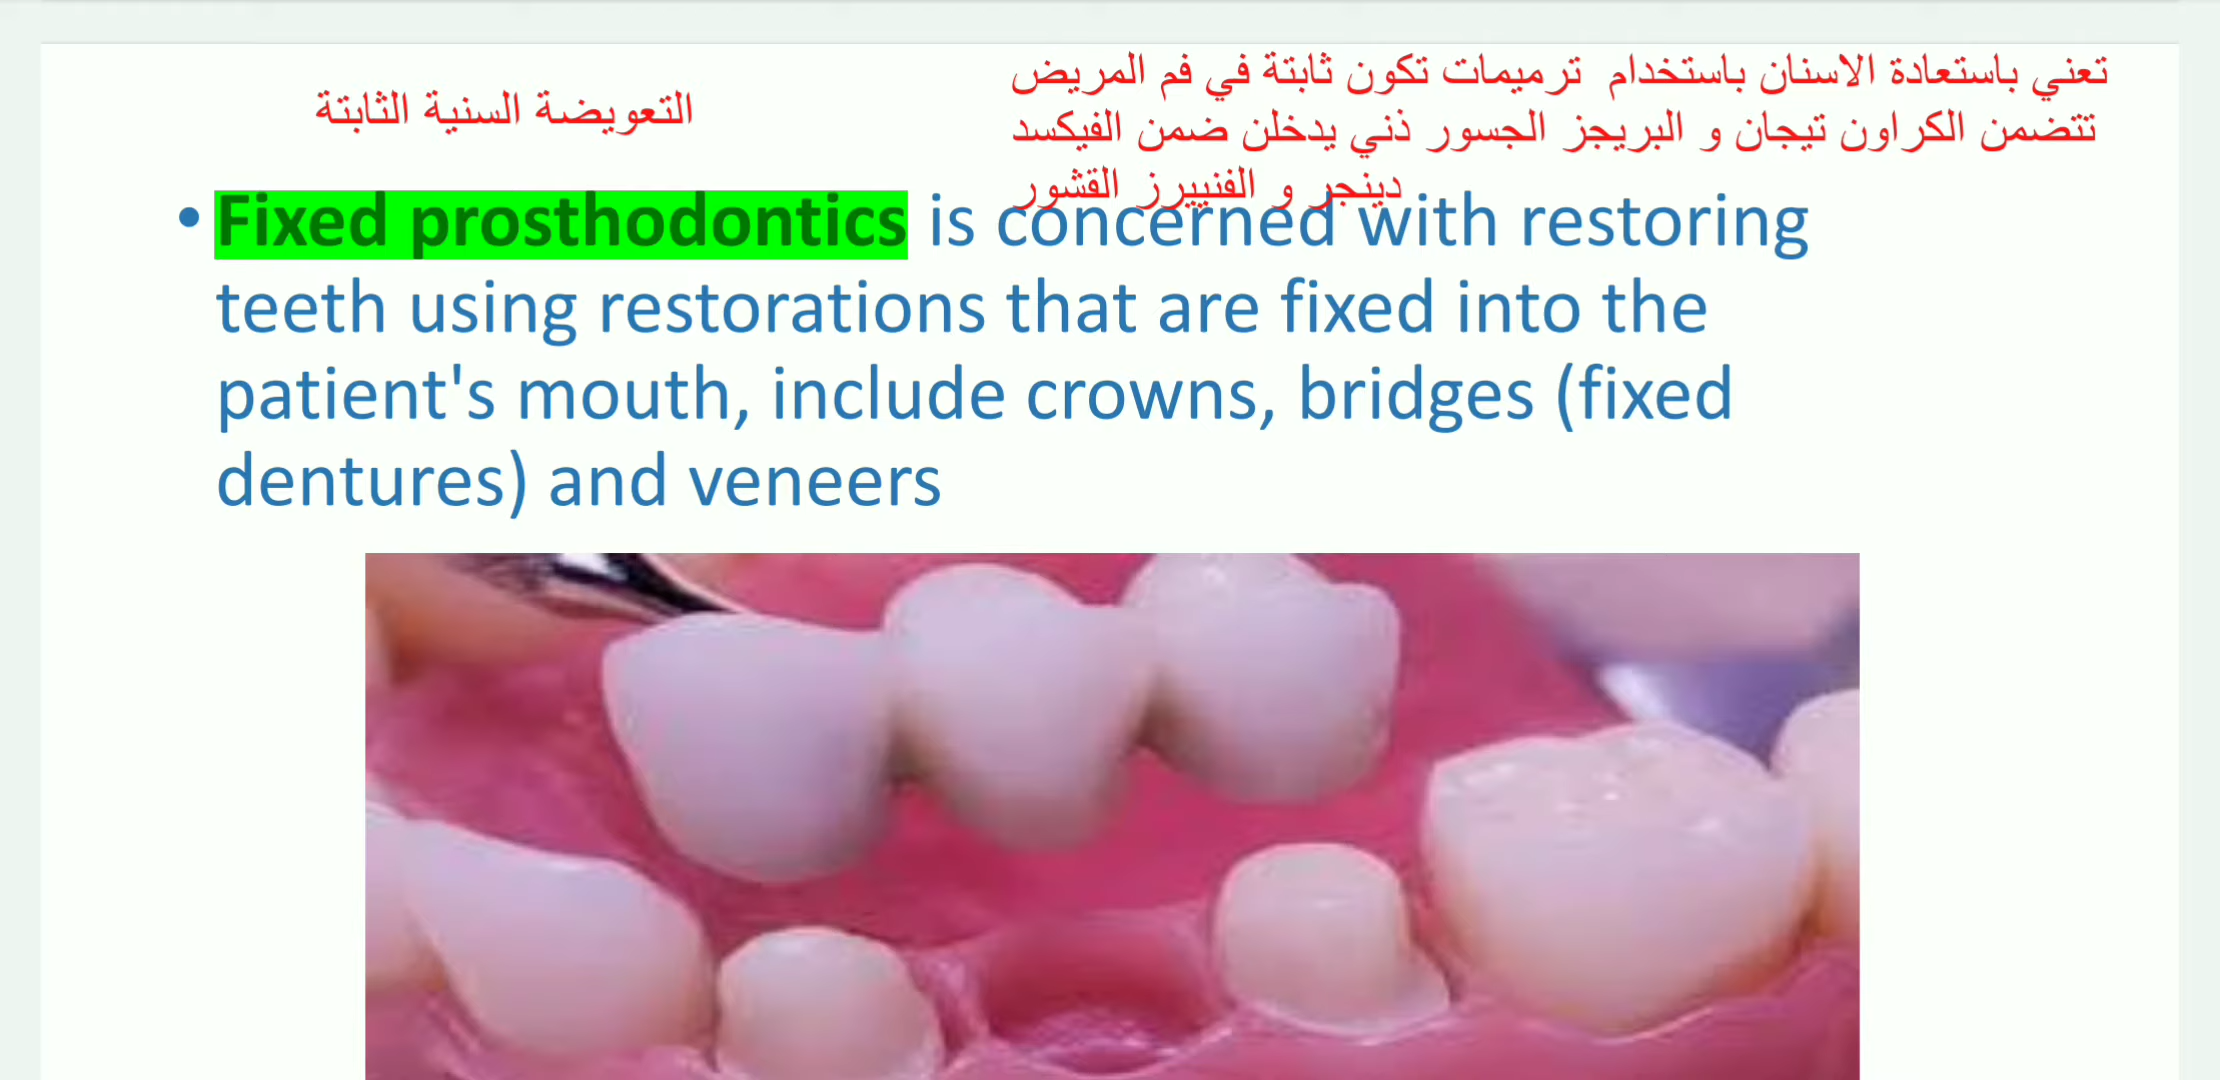 تعني باستعادة الاسنان باستخدام ترميمات تكون ثابتة في فم المريض
تتضمن الكراون تيجان و البريجز الجسور ذني يدخلن ضمن الفيكسد
دينجر و الفنييرز القشور
التعويضة السنية الثابتة
• Fixed prosthodontics is concerned with restoring
teeth using restorations that are fixed into the
patient's mouth, include crowns, bridges (fixed
dentures) and veneers